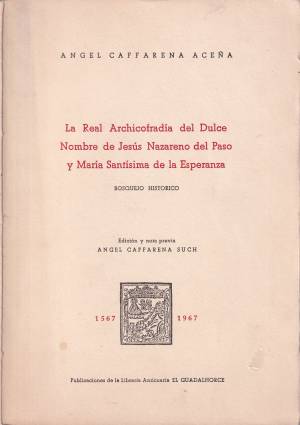 ANGEL CAFFARENA ACEÑA
La Real Archicofradía del Dulce
Nombre de Jesús Nazareno del Paso
y María Santísima de la Esperanza
BOSQUEJO HISTORICO
Edición y nota previa
ANGEL CAFFARENA SUCH
1567 1967
Publicaciones de la Librería Anticuaria EL GUADALHORCE